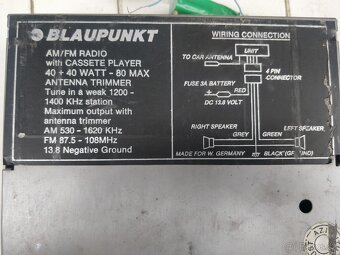 BLAUPUNKT
AM/FM RADIO
with CASSETE PLAYER
40 + 40 WATT - 80 MAX
ANTENNA TRIMMER
Tune in a weak 1200 -
1400 KHz station
Maximum output with
antenna trimmer
AM 530 - 1620 KHz
FM 87.5 - 108MHz
13.8 Negative Ground
WIRING CONNECTION
TO CAR ANTENNA
UNIT
4 PIN
CONNECTOR
FUSE 3A BATTERY
RED
DC 13.8 VOLT
RIGHT SPEAKER
LEFT SPEAKER
GREY
GREEN
MADE FOR W. GERMANY
BLACK (GROUND)